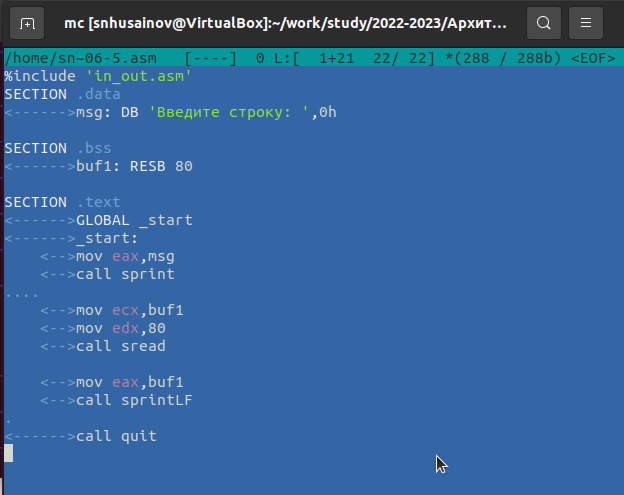 mc [snhusainov@VirtualBox]:~/work/study/2022-2023/Архит...
/home/sn~06-5.asm   [----]  0 L:[  1+21  22/ 22] *(288 / 288b) <EOF>
%include 'in_out.asm'
SECTION .data
<------>msg: DB 'Введите строку: ',0h
SECTION .bss
<------>buf1: RESB 80
SECTION .text
<------>GLOBAL _start
<------>_start:
    <-->mov eax,msg
    <-->call sprint
....
    <-->mov ecx,buf1
    <-->mov edx,80
    <-->call sread
    <-->mov eax,buf1
    <-->call sprintLF
.
<------>call quit